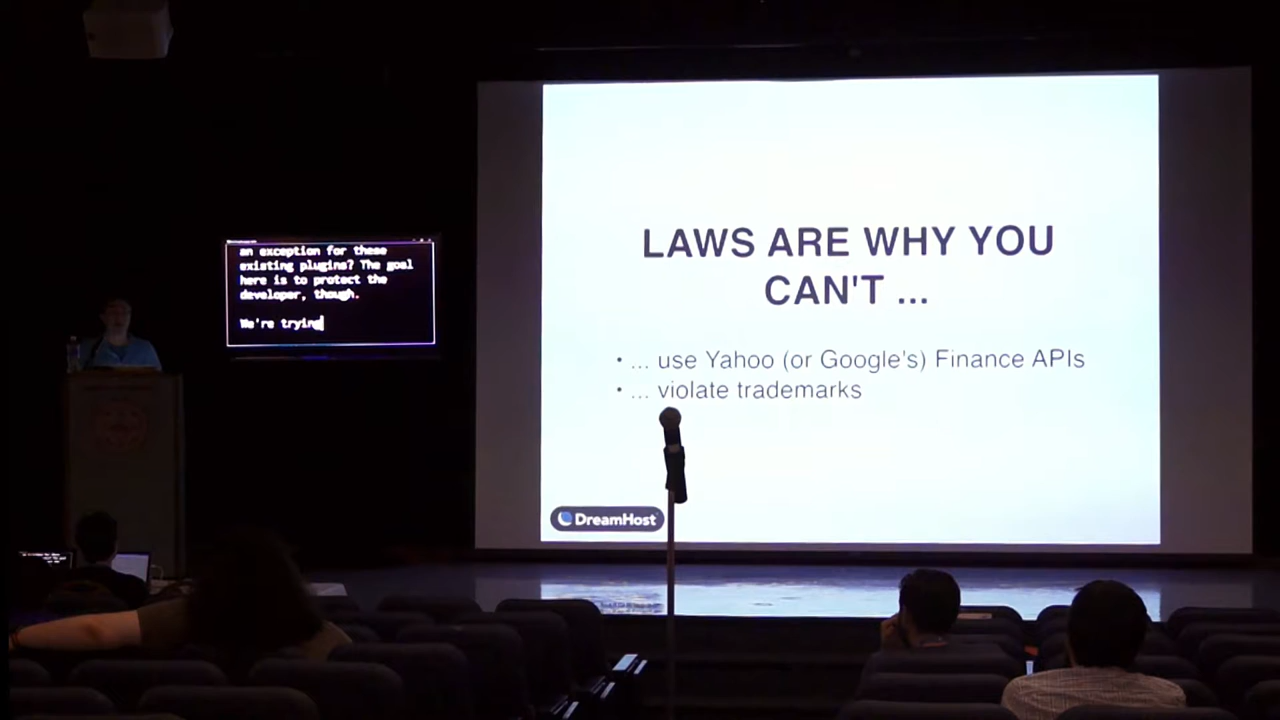 an exception for these
existing plugins? The goal
here is to protect the
developer, though.
We're trying
LAWS ARE WHY YOU
CAN'T ...
• ... use Yahoo (or Google's) Finance APIs
• ... violate trademarks
DreamHost